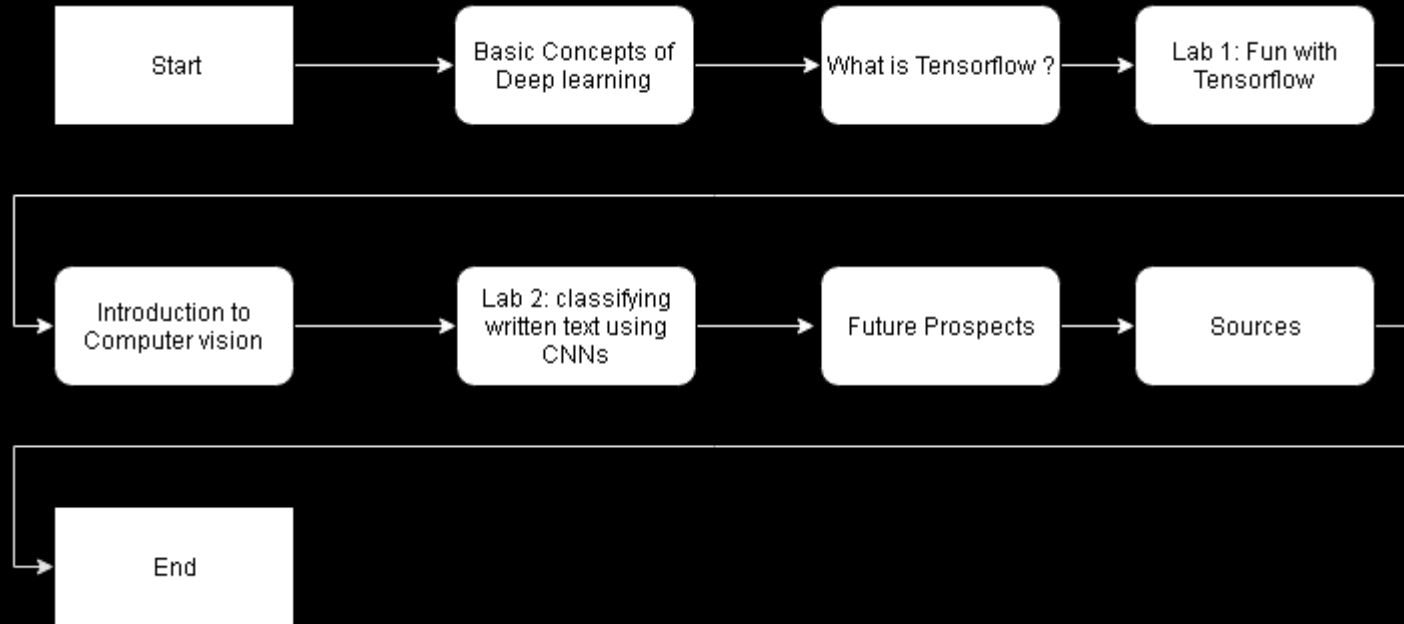 Start
Basic Concepts of
Deep learning
What is Tensorflow ?
Lab 1: Fun with
Tensorflow
Introduction to
Computer vision
Lab 2: classifying
written text using
CNNs
Future Prospects
Sources
End